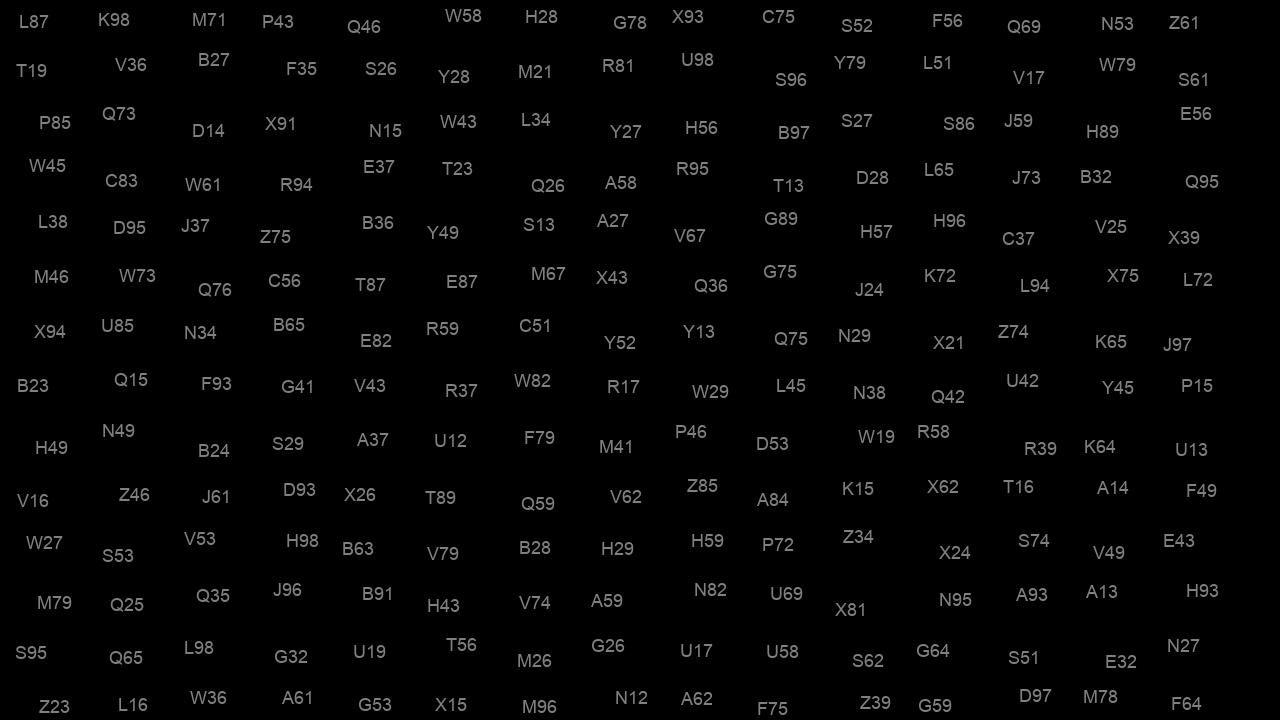 L87 K98 M71 P43 Q46 W58 H28 G78 X93 C75 S52 F56 Q69 N53 Z61
T19 V36 B27 F35 S26 Y28 M21 R81 U98 S96 Y79 L51 V17 W79 S61
P85 Q73 D14 X91 N15 W43 L34 Y27 H56 B97 S27 S86 J59 H89 E56
W45 C83 W61 R94 E37 T23 Q26 A58 R95 T13 D28 L65 J73 B32 Q95
L38 D95 J37 Z75 B36 Y49 S13 A27 V67 G89 H57 H96 C37 V25 X39
M46 W73 Q76 C56 T87 E87 M67 X43 Q36 G75 J24 K72 L94 X75 L72
X94 U85 N34 B65 E82 R59 C51 Y52 Y13 Q75 N29 X21 Z74 K65 J97
B23 Q15 F93 G41 V43 R37 W82 R17 W29 L45 N38 Q42 U42 Y45 P15
H49 N49 B24 S29 A37 U12 F79 M41 P46 D53 W19 R58 R39 K64 U13
V16 Z46 J61 D93 X26 T89 Q59 V62 Z85 A84 K15 X62 T16 A14 F49
W27 S53 V53 H98 B63 V79 B28 H29 H59 P72 Z34 X24 S74 V49 E43
M79 Q25 Q35 J96 B91 H43 V74 A59 N82 U69 X81 N95 A93 A13 H93
S95 Q65 L98 G32 U19 T56 M26 G26 U17 U58 S62 G64 S51 E32 N27
Z23 L16 W36 A61 G53 X15 M96 N12 A62 F75 Z39 G59 D97 M78 F64